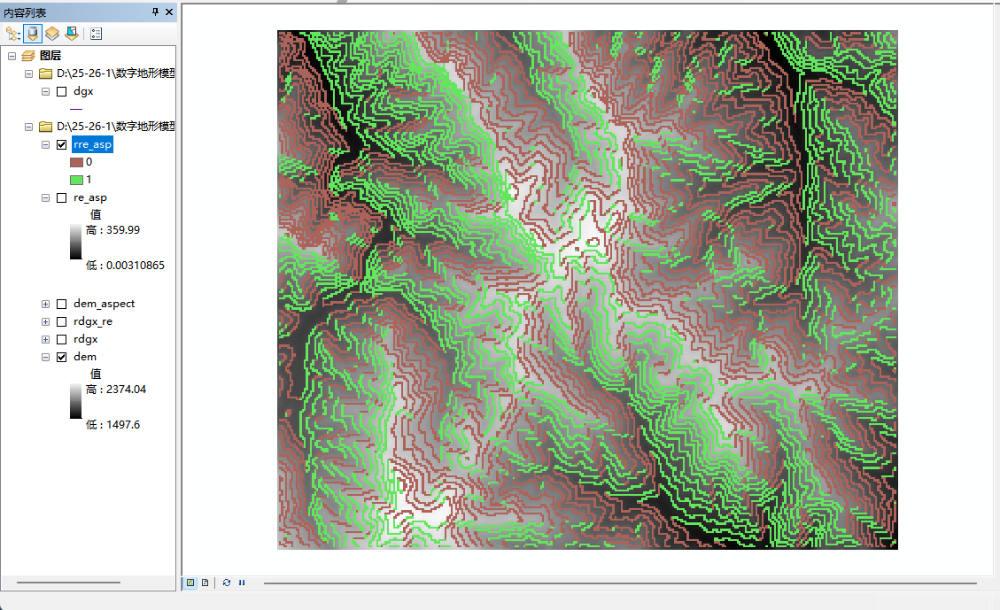 内容列表
图层
D:\25-26-1\数字地形模型
dgx
D:\25-26-1\数字地形模型
rre_asp
0
1
re_asp
值
高 : 359.99
低 : 0.00310865
dem_aspect
rdgx_re
rdgx
dem
值
高 : 2374.04
低 : 1497.6